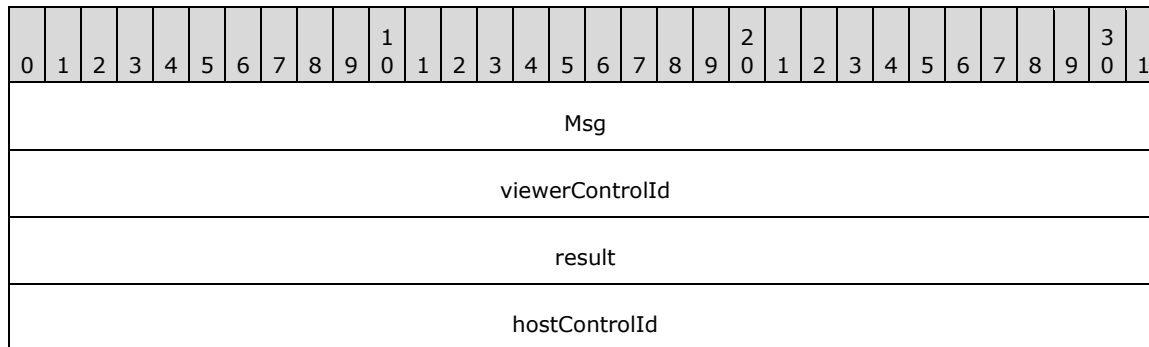 1 2 3
0 1 2 3 4 5 6 7 8 9 0 1 2 3 4 5 6 7 8 9 0 1 2 3 4 5 6 7 8 9 0 1
Msg
viewerControlId
result
hostControlId